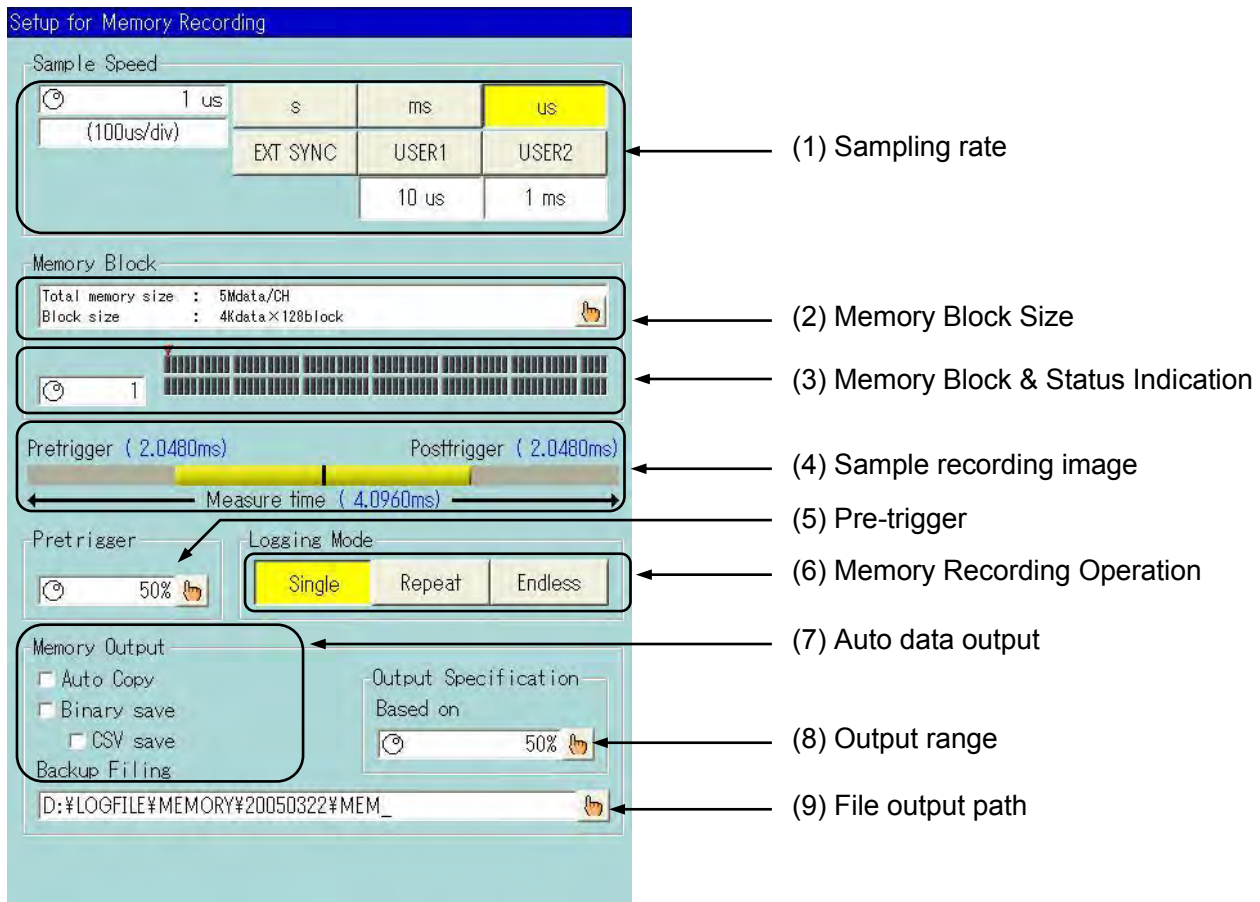 Setup for Memory Recording
Sample Speed
1 us
s
ms
us
(100us/div)
EXT SYNC
USER1
USER2
10 us
1 ms
(1) Sampling rate
Memory Block
Total memory size : 5Mdata/CH
Block size : 4Kdata×128block
(2) Memory Block Size
1
(3) Memory Block & Status Indication
Pretrigger ( 2.0480ms)
Posttrigger ( 2.0480ms)
Measure time ( 4.0960ms)
(4) Sample recording image
(5) Pre-trigger
Pretrigger
50%
Logging Mode
Single
Repeat
Endless
(6) Memory Recording Operation
(7) Auto data output
Memory Output
Auto Copy
Binary save
CSV save
Output Specification
Based on
50%
(8) Output range
Backup Filing
D:¥LOGFILE¥MEMORY¥20050322¥MEM_
(9) File output path